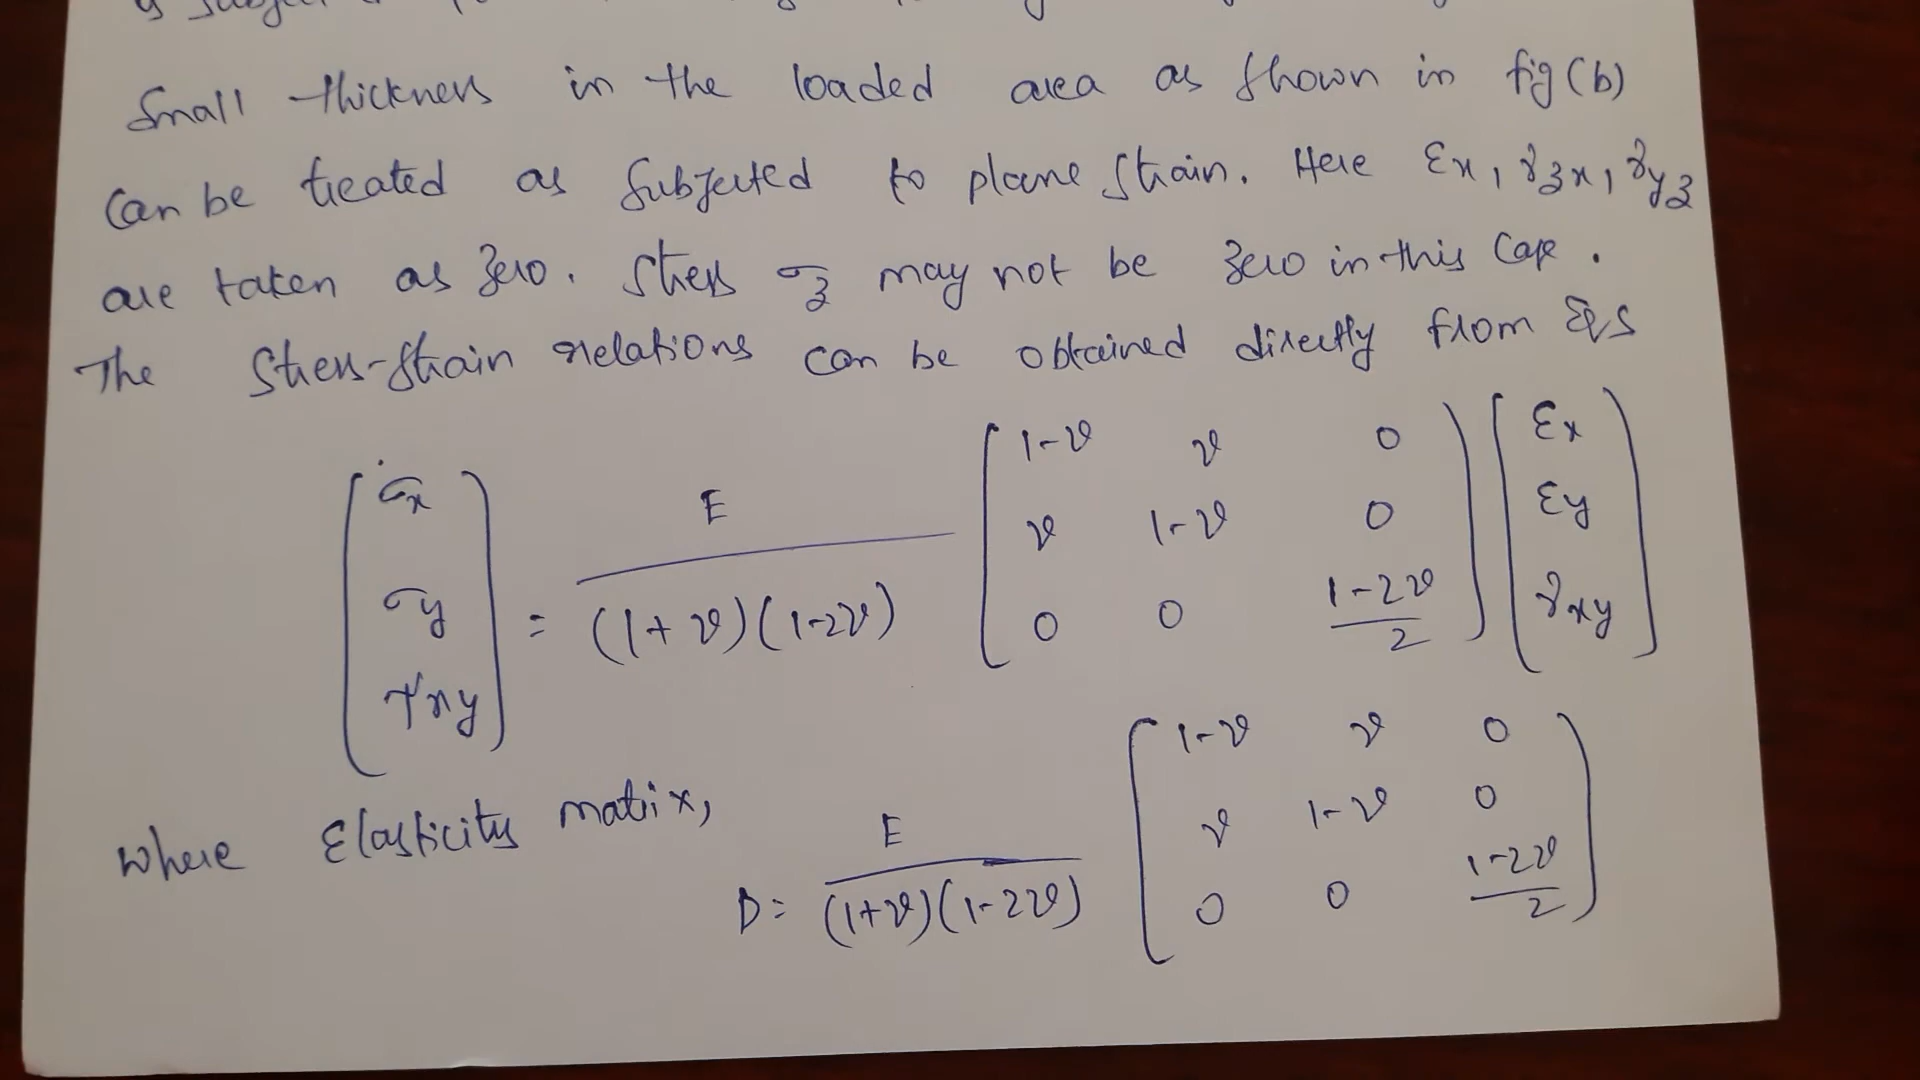 is subject
Small thickness in the loaded area as shown in fig (b)
can be treated as subjected to plane strain. Here εx, γzx, γyz
are taken as zero. Stress σz may not be zero in this case.
The stress-strain relations can be obtained directly from Eqs
[σx σy τxy] = E / (1+ν)(1-2ν) [1-ν ν 0
ν 1-ν 0
0 0 1-2ν/2] [εx εy γxy]
where Elasticity matrix,
D = E / (1+ν)(1-2ν) [1-ν ν 0
ν 1-ν 0
0 0 1-2ν/2]